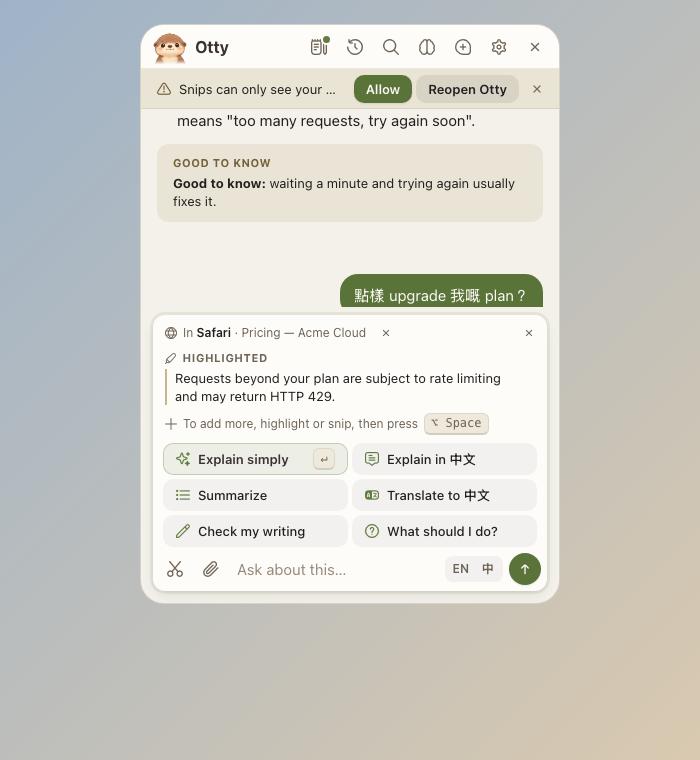 Otty
Snips can only see your ...
Allow
Reopen Otty
means "too many requests, try again soon".
GOOD TO KNOW
Good to know: waiting a minute and trying again usually
fixes it.
點樣 upgrade 我嘅 plan？
In Safari · Pricing — Acme Cloud
HIGHLIGHTED
Requests beyond your plan are subject to rate limiting
and may return HTTP 429.
To add more, highlight or snip, then press ⌥ Space
Explain simply ↵
Explain in 中文
Summarize
Translate to 中文
Check my writing
What should I do?
Ask about this...
EN 中